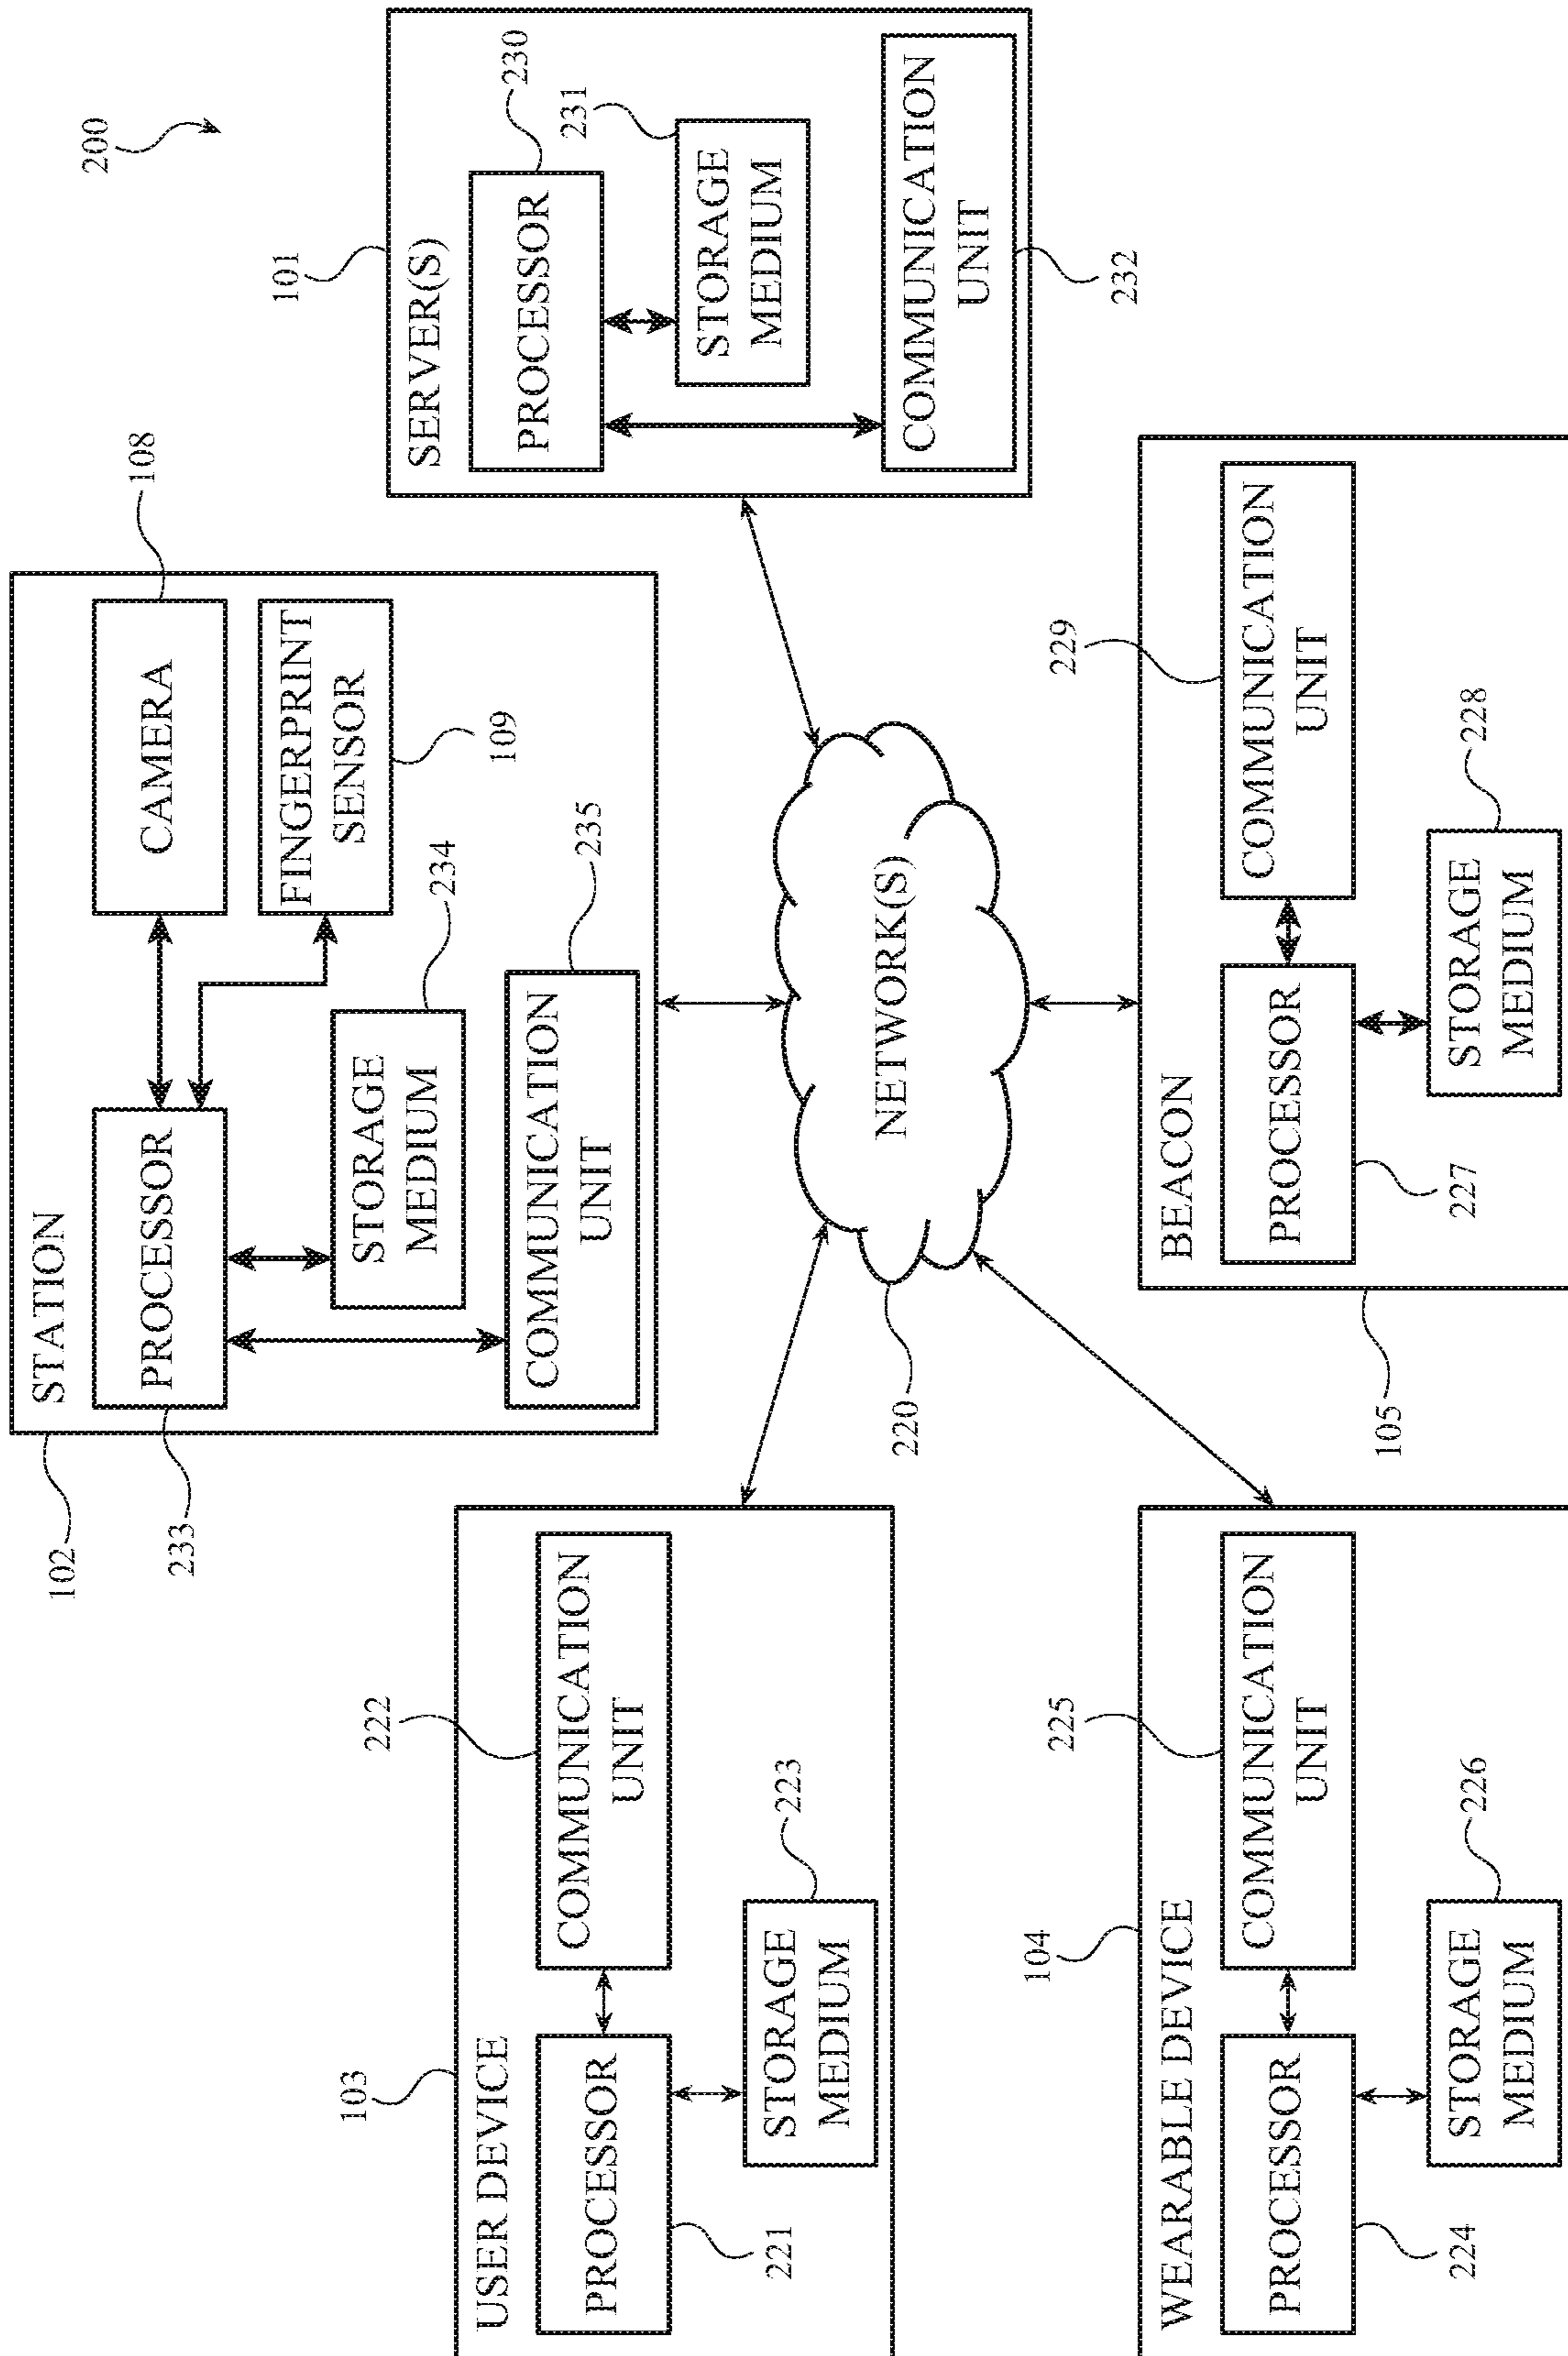 200
102
STATION
233
PROCESSOR
CAMERA
108
FINGERPRINT
SENSOR
109
STORAGE
MEDIUM
234
COMMUNICATION
UNIT
235
101
SERVER(S)
PROCESSOR
230
STORAGE
MEDIUM
231
COMMUNICATION
UNIT
232
103
USER DEVICE
PROCESSOR
221
COMMUNICATION
UNIT
222
STORAGE
MEDIUM
223
NETWORK(S)
220
104
WEARABLE DEVICE
PROCESSOR
224
COMMUNICATION
UNIT
225
STORAGE
MEDIUM
226
105
BEACON
PROCESSOR
227
COMMUNICATION
UNIT
229
STORAGE
MEDIUM
228